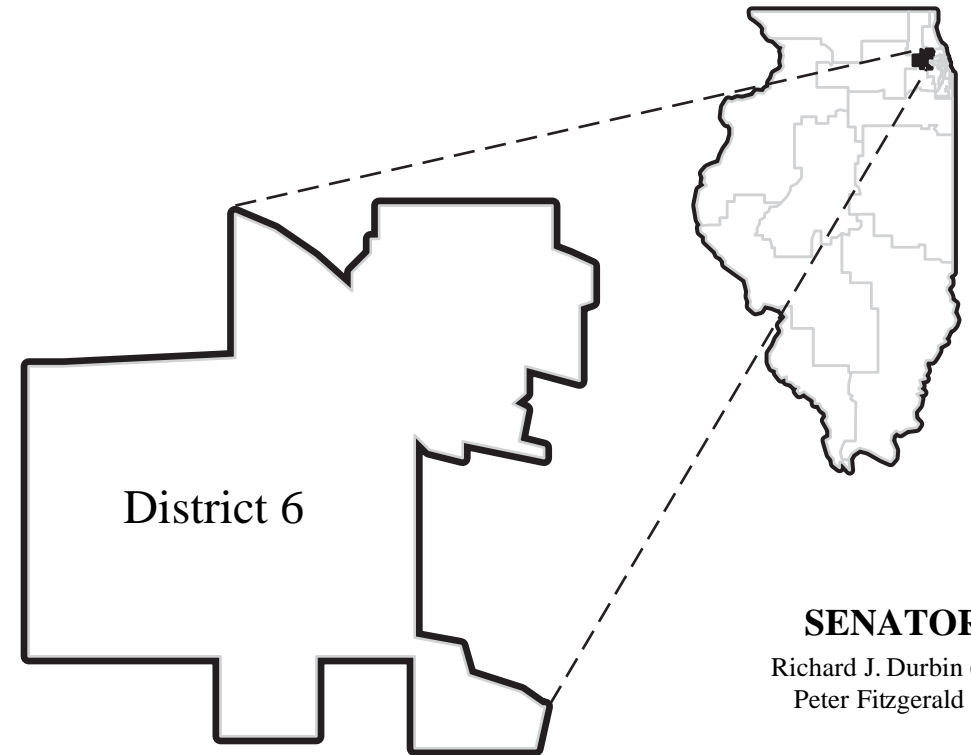 District 6
SENATOR
Richard J. Durbin (
Peter Fitzgerald